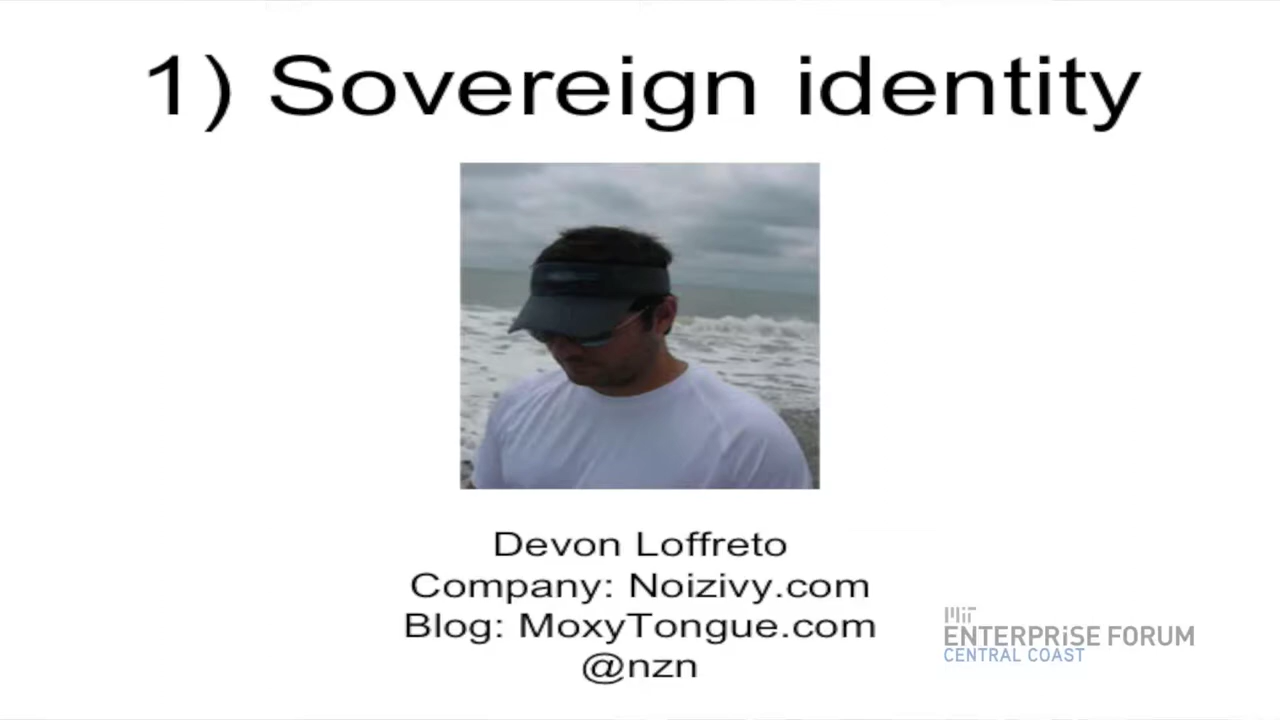 1) Sovereign identity
Devon Loffreto
Company: Noizivy.com
Blog: MoxyTongue.com
@nzn
MIT
ENTERPRiSE FORUM
CENTRAL COAST